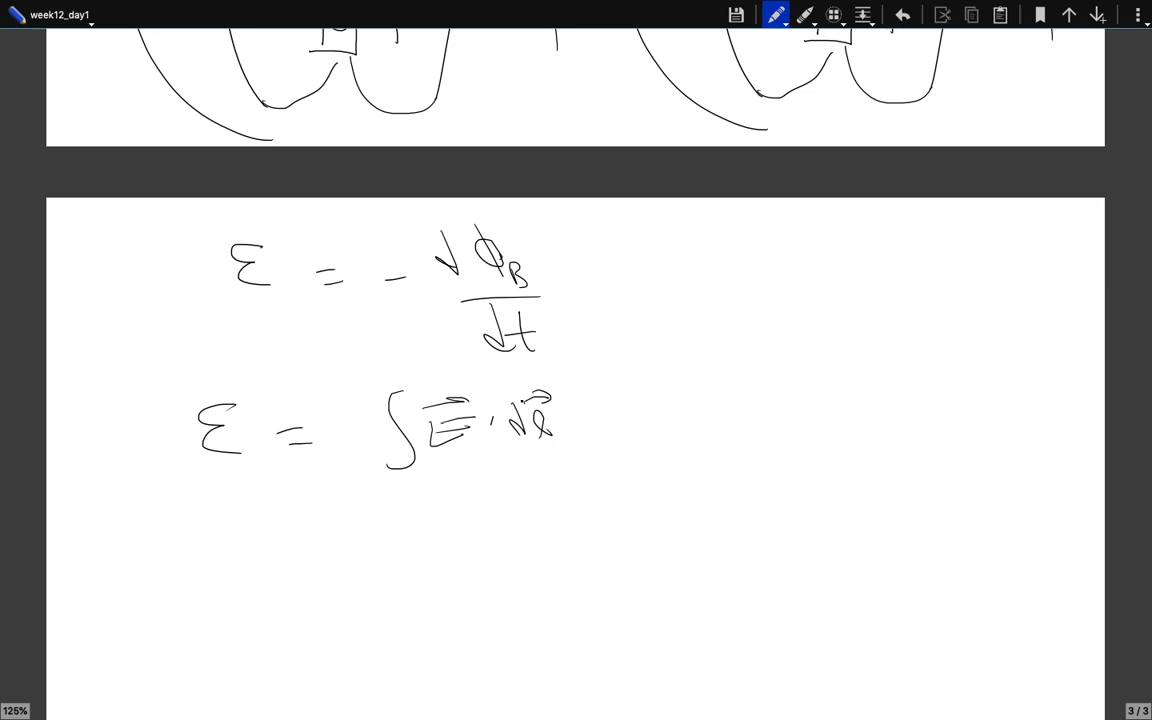 week12_day1
ε = - dΦ_B / dt
ε = ∫ E⃗ · dℓ⃗
125%
3 / 3